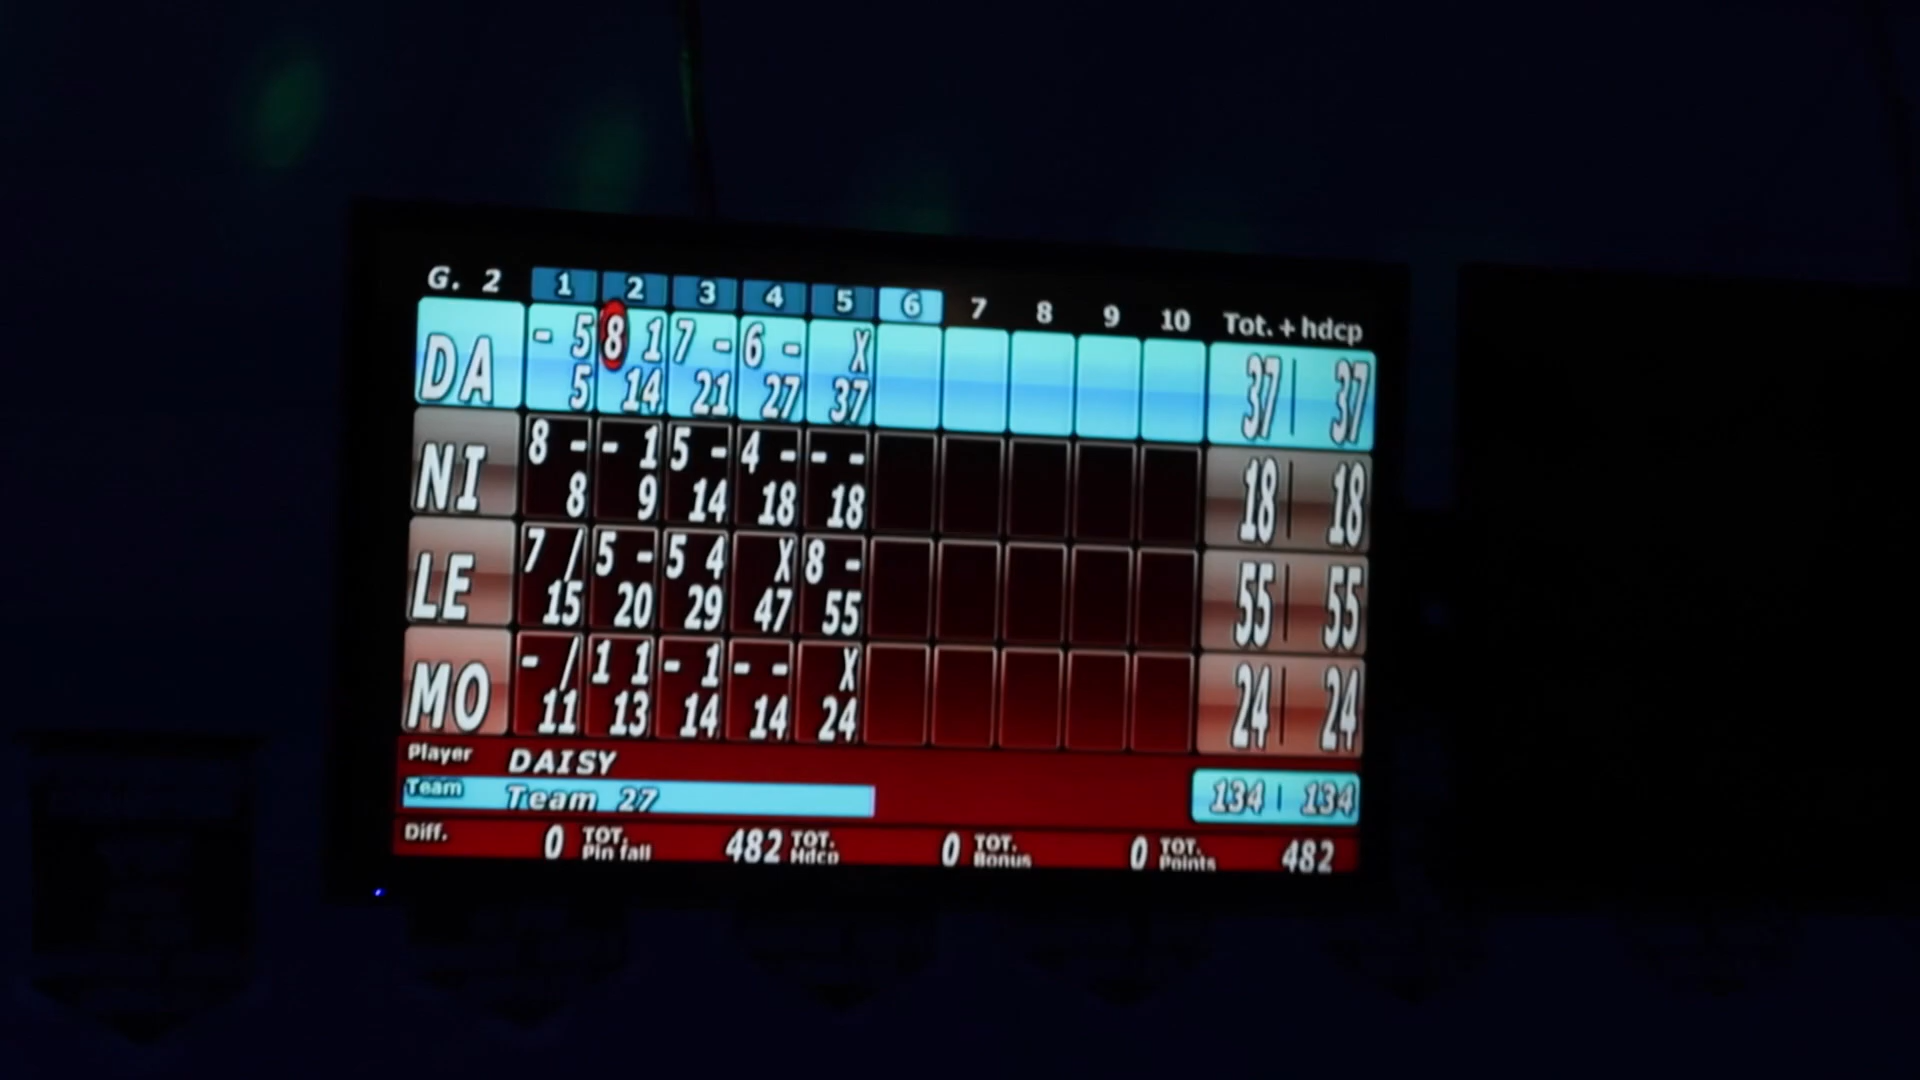 G. 2 1 2 3 4 5 6 7 8 9 10 Tot. + hdcp
DA - 5 8 1 7 - 6 - X
5 14 21 27 37 37 | 37
NI 8 - - 1 5 - 4 - - -
8 9 14 18 18 18 | 18
LE 7 / 5 - 5 4 X 8 -
15 20 29 47 55 55 | 55
MO - / 1 1 - 1 - - X
11 13 14 14 24 24 | 24
Player DAISY
Team Team 27 134 | 134
Diff. 0 TOT. Pin fall 482 TOT. Hdcp 0 TOT. Bonus 0 TOT. Points 482